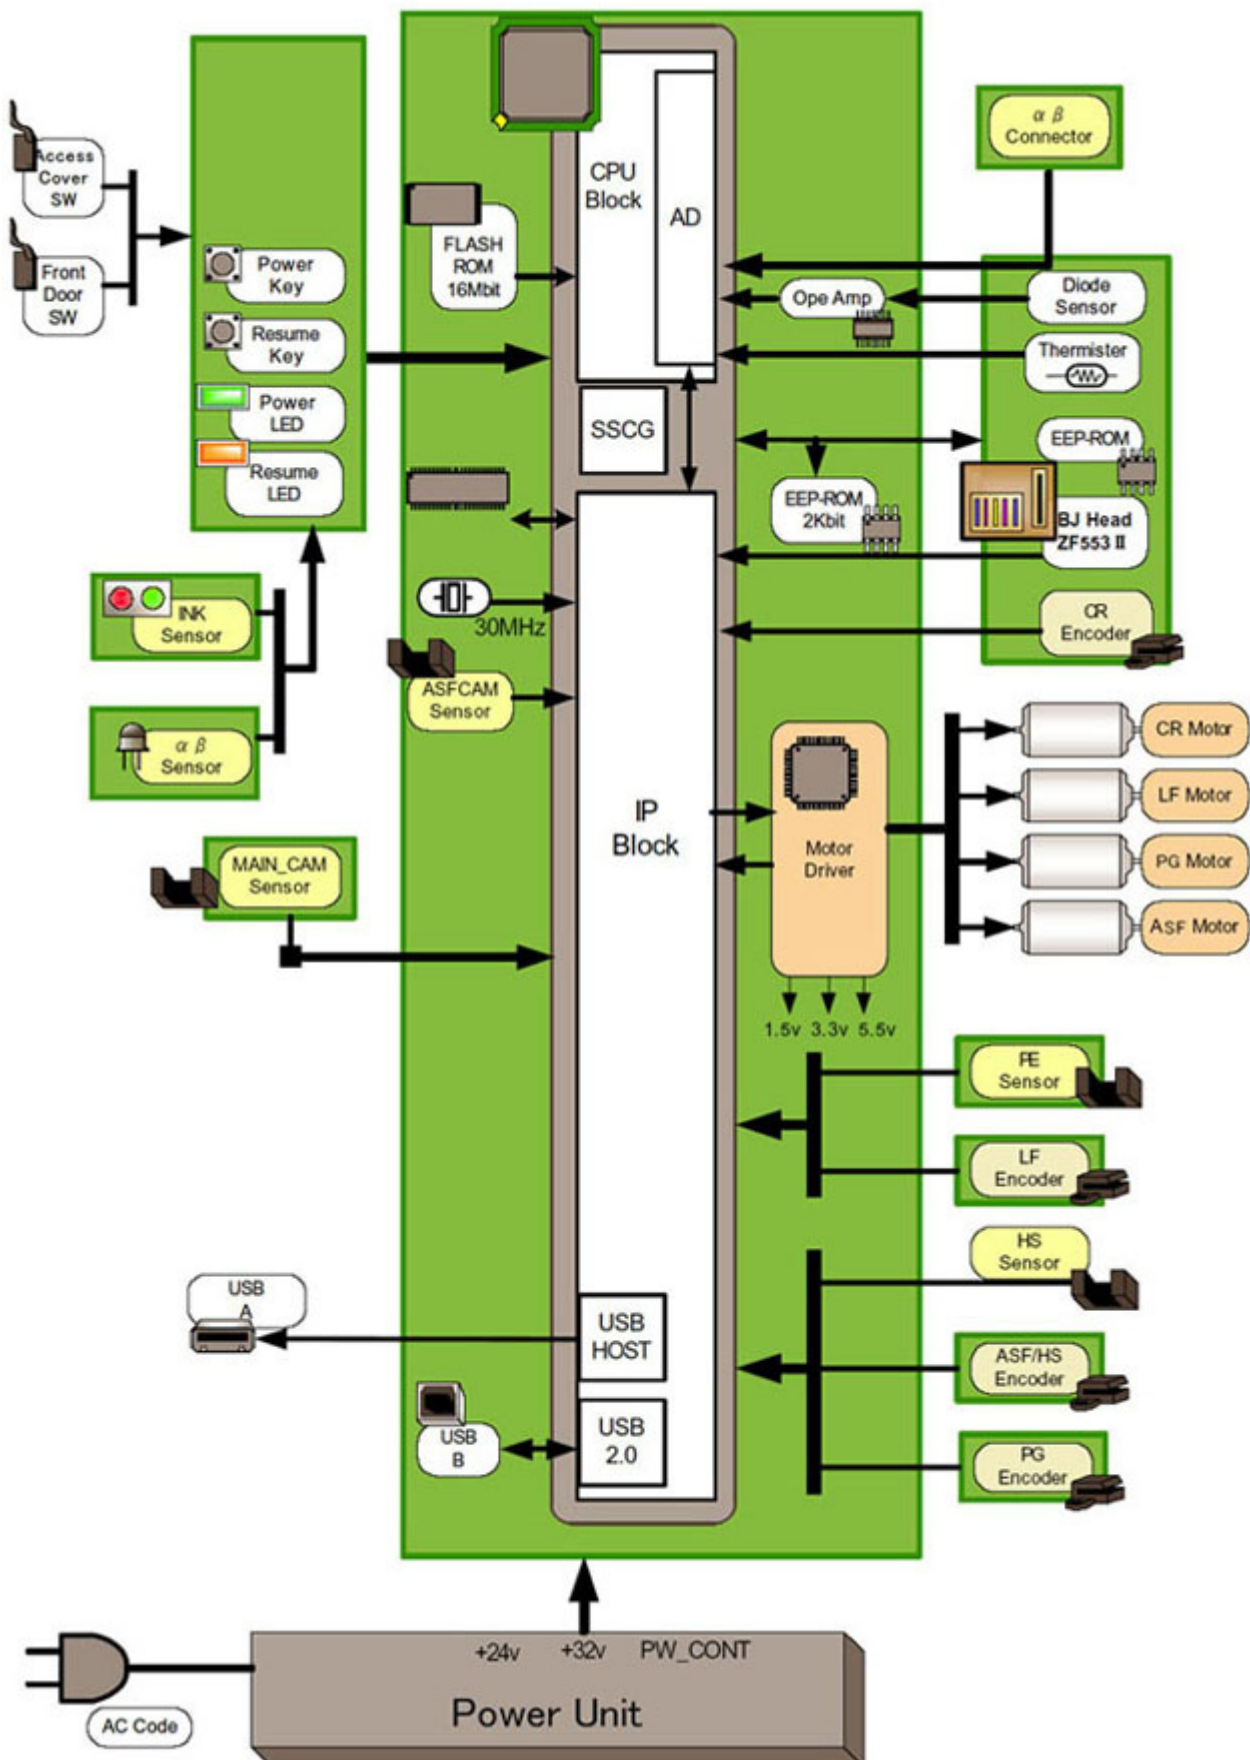 Access
Cover
SW
Front
Door
SW
Power
Key
Resume
Key
Power
LED
Resume
LED
INK
Sensor
α β
Sensor
MAIN_CAM
Sensor
USB
A
FLASH
ROM
16Mbit
30MHz
ASFCAM
Sensor
USB
B
CPU
Block
AD
SSCG
IP
Block
USB
HOST
USB
2.0
α β
Connector
Ope Amp
Diode
Sensor
Thermister
EEP-ROM
EEP-ROM
2Kbit
BJ Head
ZF553 II
CR
Encoder
Motor
Driver
1.5v 3.3v 5.5v
CR Motor
LF Motor
PG Motor
ASF Motor
PE
Sensor
LF
Encoder
HS
Sensor
ASF/HS
Encoder
PG
Encoder
+24v +32v PW_CONT
Power Unit
AC Code